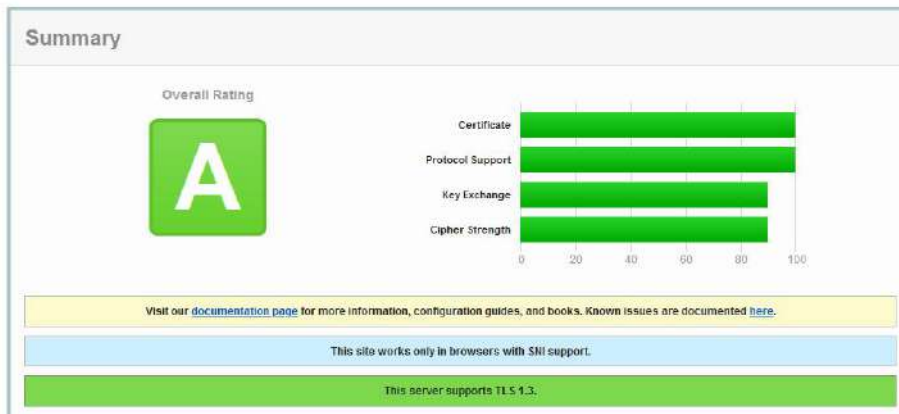 Summary
Overall Rating
A
Certificate
Protocol Support
Key Exchange
Cipher Strength
0 20 40 60 80 100
Visit our documentation page for more information, configuration guides, and books. Known issues are documented here.
This site works only in browsers with SNI support.
This server supports TLS 1.3.